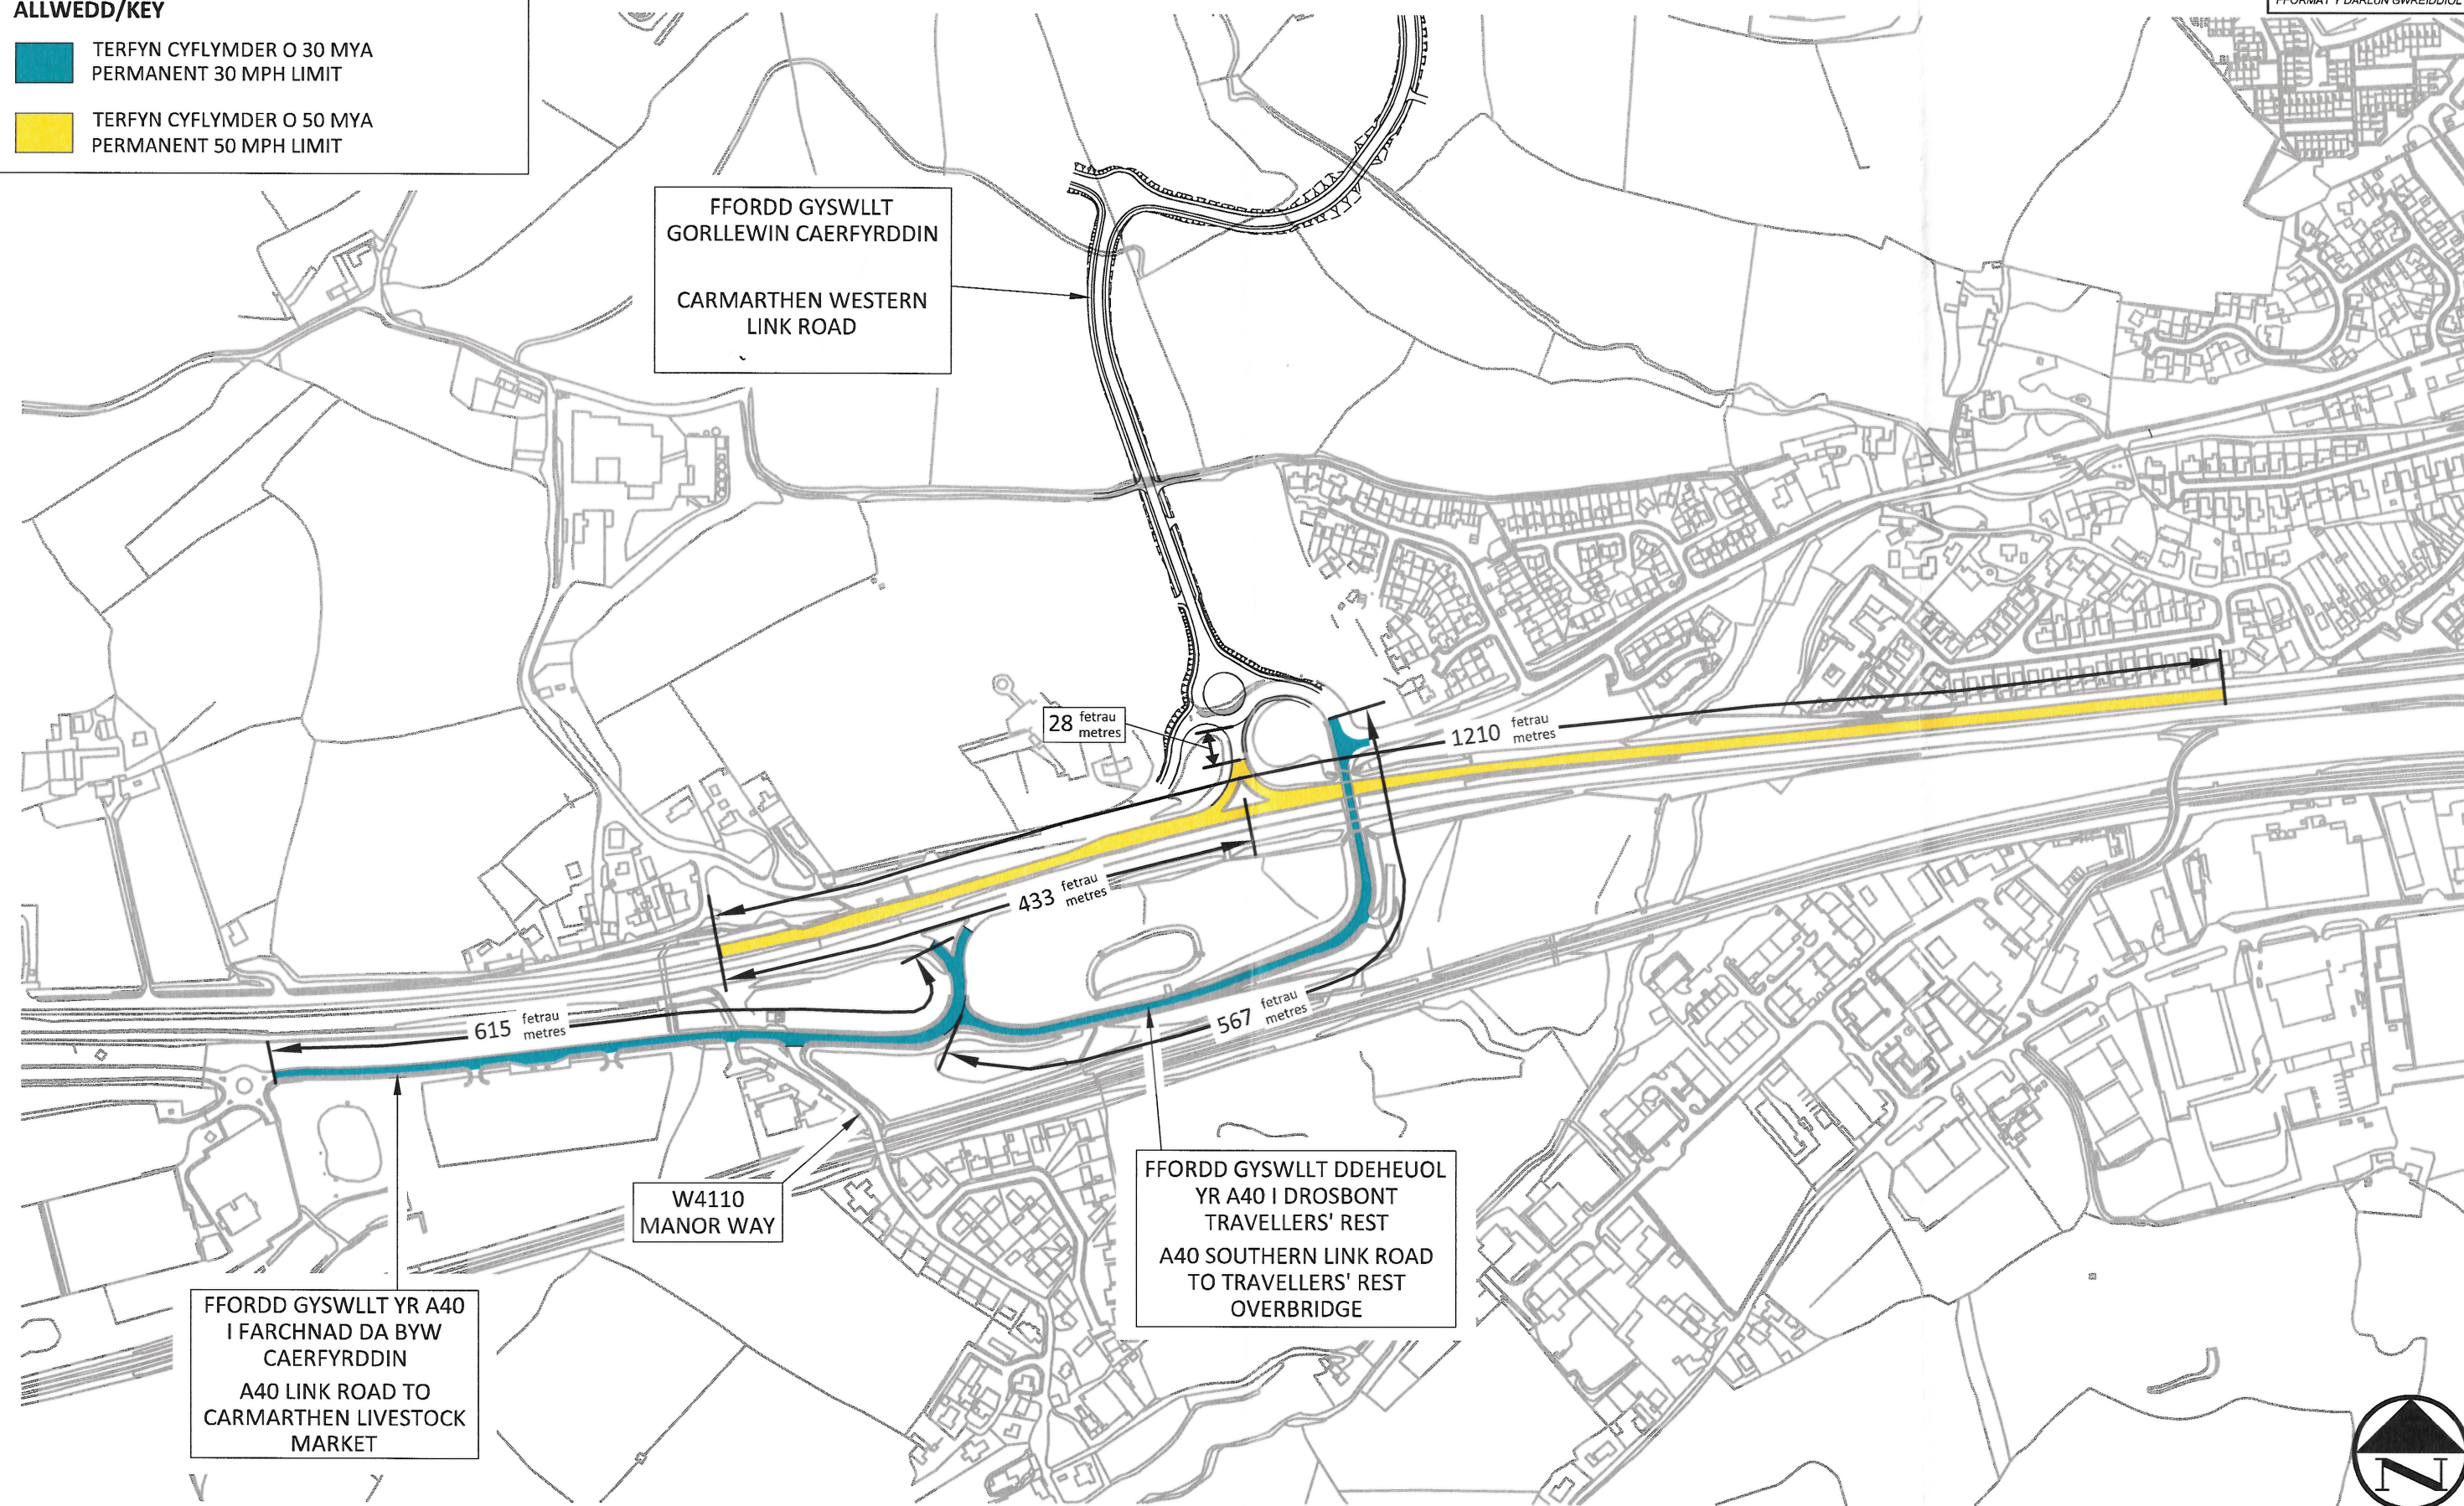 ALLWEDD/KEY
TERFYN CYFLYMDER O 30 MYA
PERMANENT 30 MPH LIMIT
TERFYN CYFLYMDER O 50 MYA
PERMANENT 50 MPH LIMIT
FFORMAT Y DARLUN GWREIDDIOL
FFORDD GYSWLLT
GORLLEWIN CAERFYRDDIN
CARMARTHEN WESTERN
LINK ROAD
28 fetrau
metres
1210 fetrau
metres
433 fetrau
metres
615 fetrau
metres
567 fetrau
metres
W4110
MANOR WAY
FFORDD GYSWLLT DDEHEUOL
YR A40 I DROSBONT
TRAVELLERS' REST
A40 SOUTHERN LINK ROAD
TO TRAVELLERS' REST
OVERBRIDGE
FFORDD GYSWLLT YR A40
I FARCHNAD DA BYW
CAERFYRDDIN
A40 LINK ROAD TO
CARMARTHEN LIVESTOCK
MARKET
N